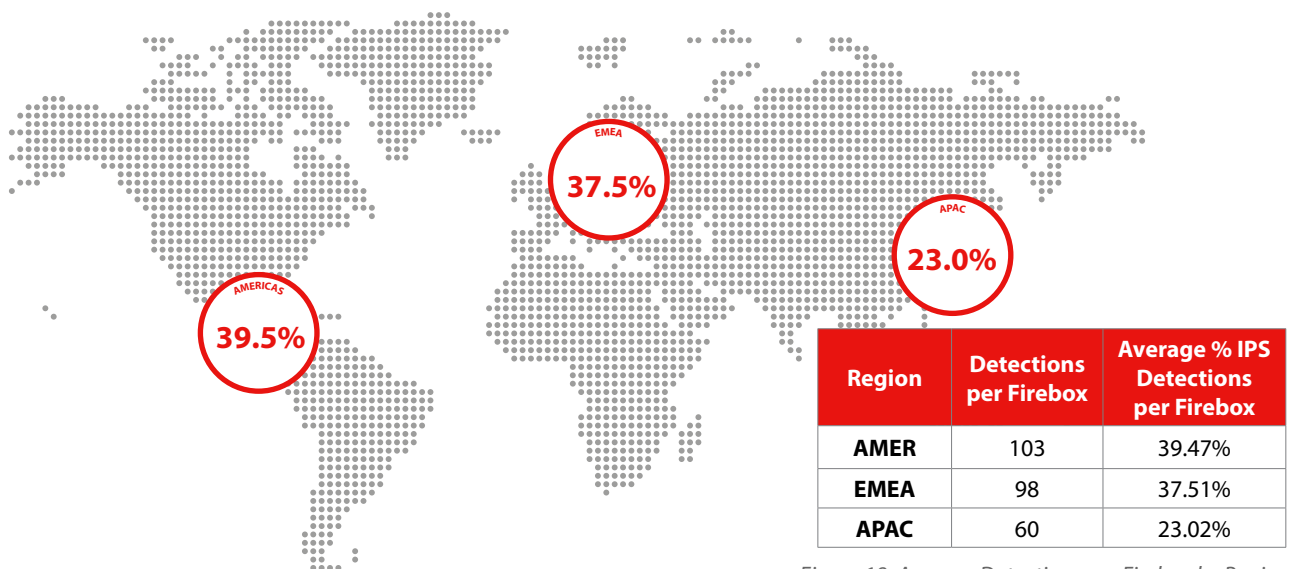 EMEA
37.5%
APAC
23.0%
AMERICAS
39.5%
Region
Detections
per Firebox
Average % IPS
Detections
per Firebox
AMER 103 39.47%
EMEA 98 37.51%
APAC 60 23.02%